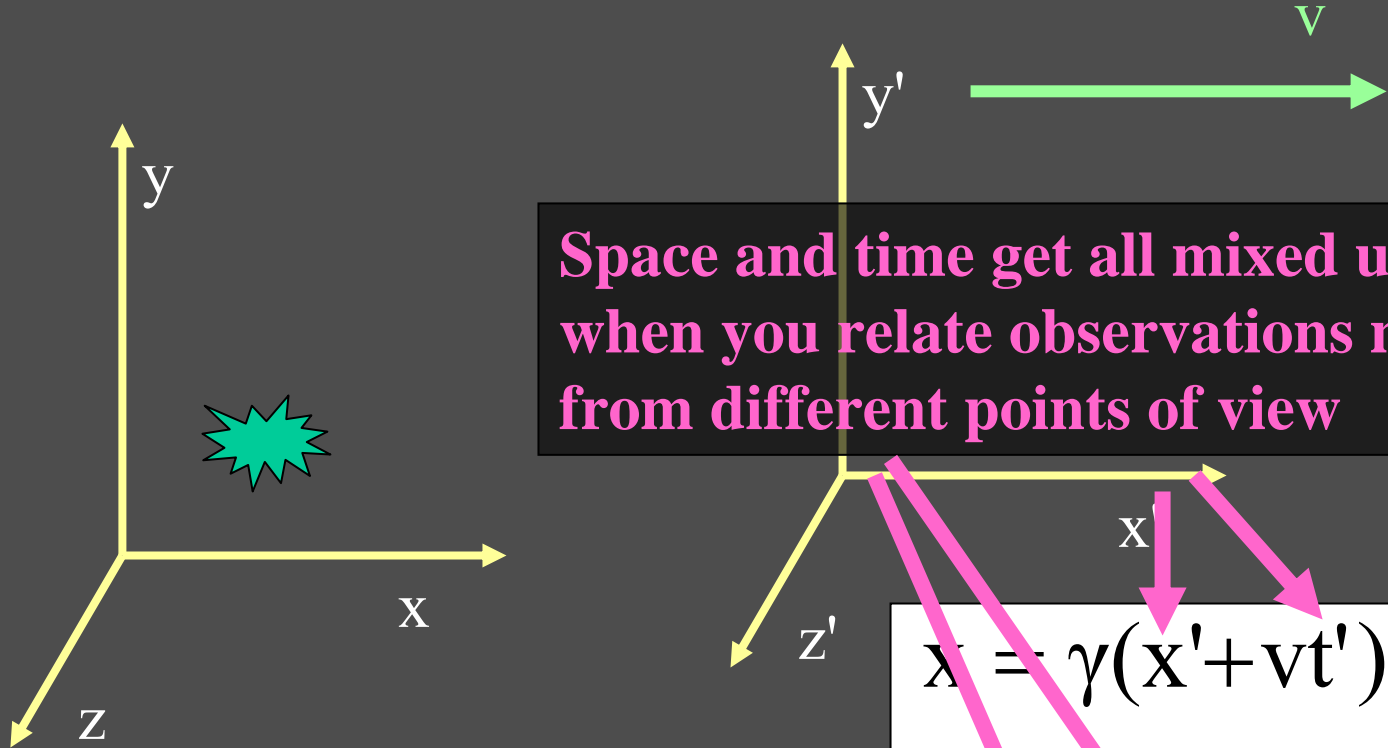 v
y'
y
Space and time get all mixed
when you relate observations
from different points of view
x'
x
z'
x = γ(x'+vt')
z